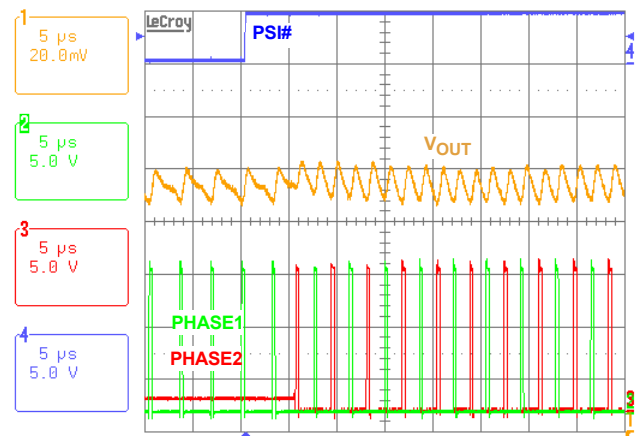 1
5 µs
20.0mV
2
5 µs
5.0 V
3
5 µs
5.0 V
4
5 µs
5.0 V
LeCroy
PSI#
4
VOUT
PHASE1
PHASE2